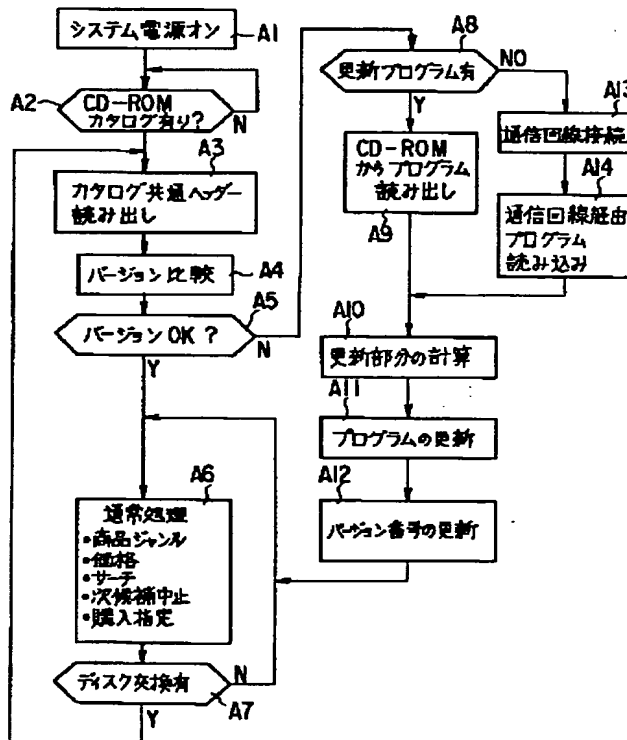 システム電源オン
A1
A2
CD-ROM
カタログ有り?
N
A3
カタログ共通ヘッダー
読み出し
バージョン比較
A4
A5
バージョンOK?
N
Y
A6
通常処理
•商品ジャンル
•価格
•サーチ
•次候補中止
•購入指定
ディスク交換有
N
A7
Y
A8
更新プログラム有
NO
Y
CD-ROM
からプログラム
読み出し
A9
A13
通信回線接続
A14
通信回線経由
プログラム
読み込み
A10
更新部分の計算
A11
プログラムの更新
A12
バージョン番号の更新